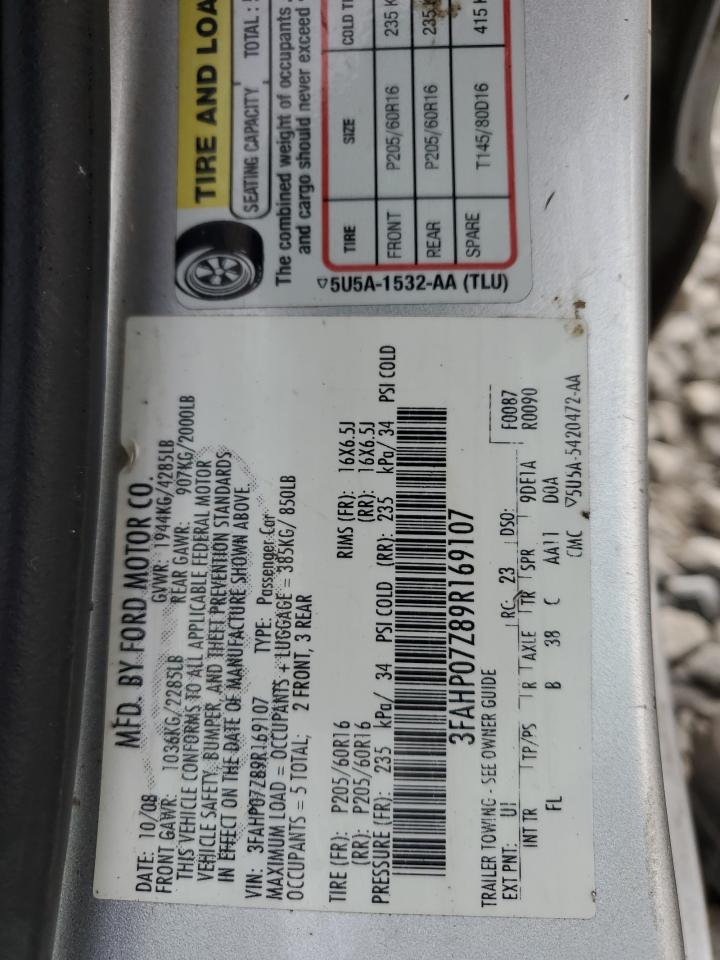 TIRE AND LOA
SEATING CAPACITY TOTAL :
The combined weight of occupants
and cargo should never exceed
TIRE SIZE COLD TI
FRONT P205/60R16 235 K
REAR P205/60R16 235 K
SPARE T145/80D16 415 K
▽5U5A-1532-AA (TLU)
MFD. BY FORD MOTOR CO.
DATE: 10/08 GVWR: 1944KG/4285LB
FRONT GAWR: 1036KG/2285LB REAR GAWR: 907KG/2000LB
THIS VEHICLE CONFORMS TO ALL APPLICABLE FEDERAL MOTOR
VEHICLE SAFETY, BUMPER, AND THEFT PREVENTION STANDARDS
IN EFFECT ON THE DATE OF MANUFACTURE SHOWN ABOVE.
VIN: 3FAHP07Z89R169107 TYPE: Passenger Car
MAXIMUM LOAD = OCCUPANTS + LUGGAGE = 385KG/ 850LB
OCCUPANTS = 5 TOTAL; 2 FRONT, 3 REAR
TIRE (FR): P205/60R16 RIMS (FR): 16X6.5J
(RR): P205/60R16 (RR): 16X6.5J
PRESSURE (FR): 235 kPa/ 34 PSI COLD (RR): 235 kPa/ 34 PSI COLD
3FAHP07Z89R169107
TRAILER TOWING - SEE OWNER GUIDE F0087
EXT PNT: UI RC: 23 DSO: R0090
INT TR TP/PS R AXLE TR SPR 9DE1A
FL B 38 C AA11 D0A
CMC ▽5U5A-5420472-AA